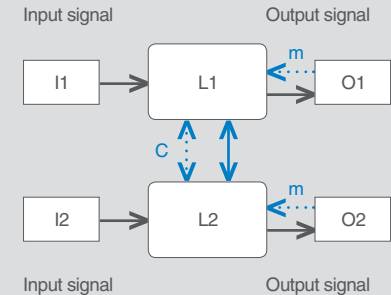 Input signal Output signal
m
I1 L1 O1
C
m
I2 L2 O2
Input signal Output signal